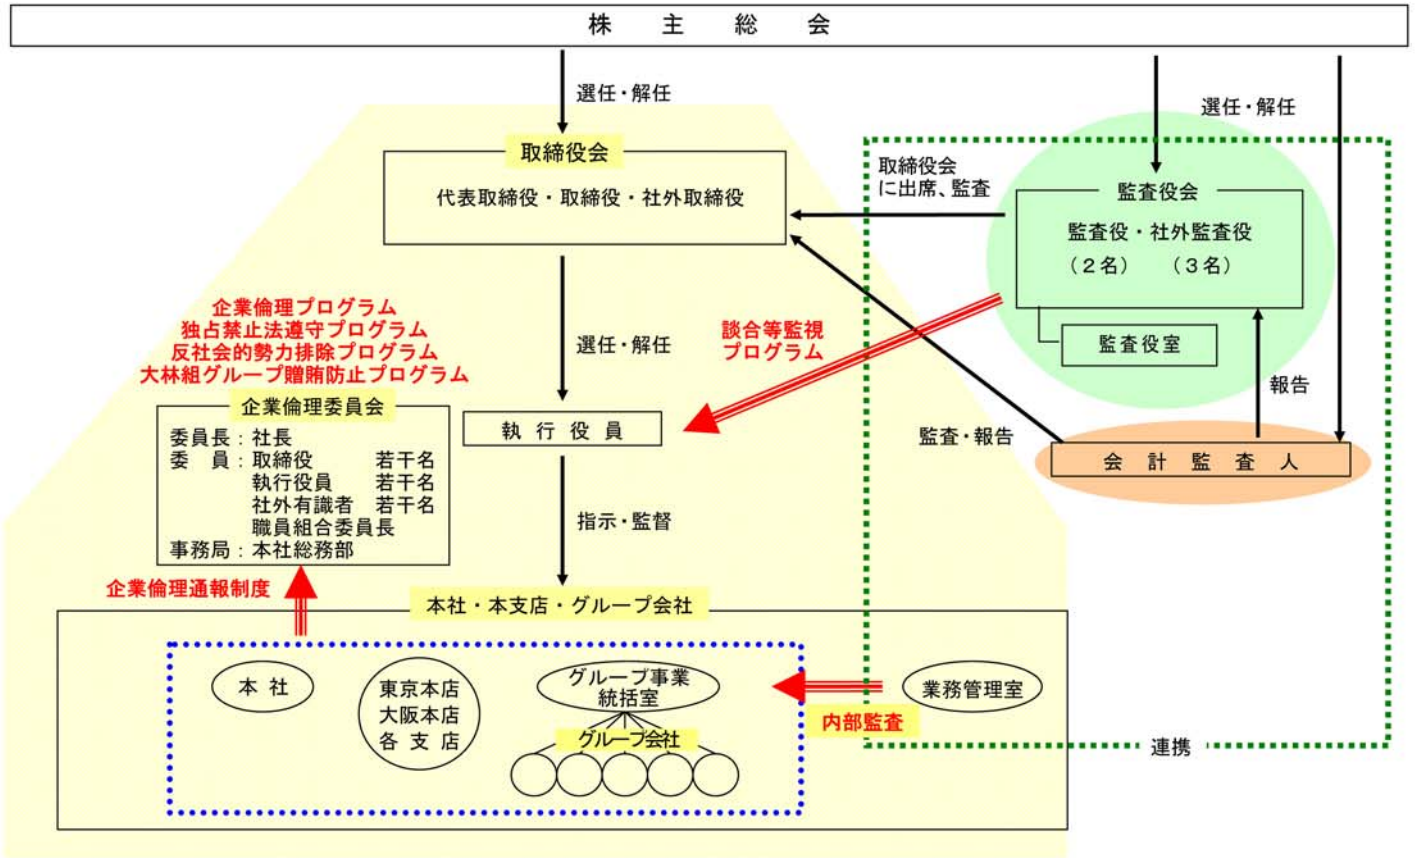 株主総会
選任・解任
選任・解任
取締役会
代表取締役・取締役・社外取締役
取締役会
に出席、監査
監査役会
監査役・社外監査役
(2名) (3名)
監査役室
企業倫理プログラム
独占禁止法遵守プログラム
反社会的勢力排除プログラム
大林組グループ贈賄防止プログラム
選任・解任
談合等監視
プログラム
報告
企業倫理委員会
委員長:社長
委 員:取締役 若干名
執行役員 若干名
社外有識者 若干名
職員組合委員長
事務局:本社総務部
執行役員
監査・報告
会計監査人
指示・監督
企業倫理通報制度
本社・本支店・グループ会社
本社
東京本店
大阪本店
各支店
グループ事業
統括室
グループ会社
内部監査
業務管理室
連携